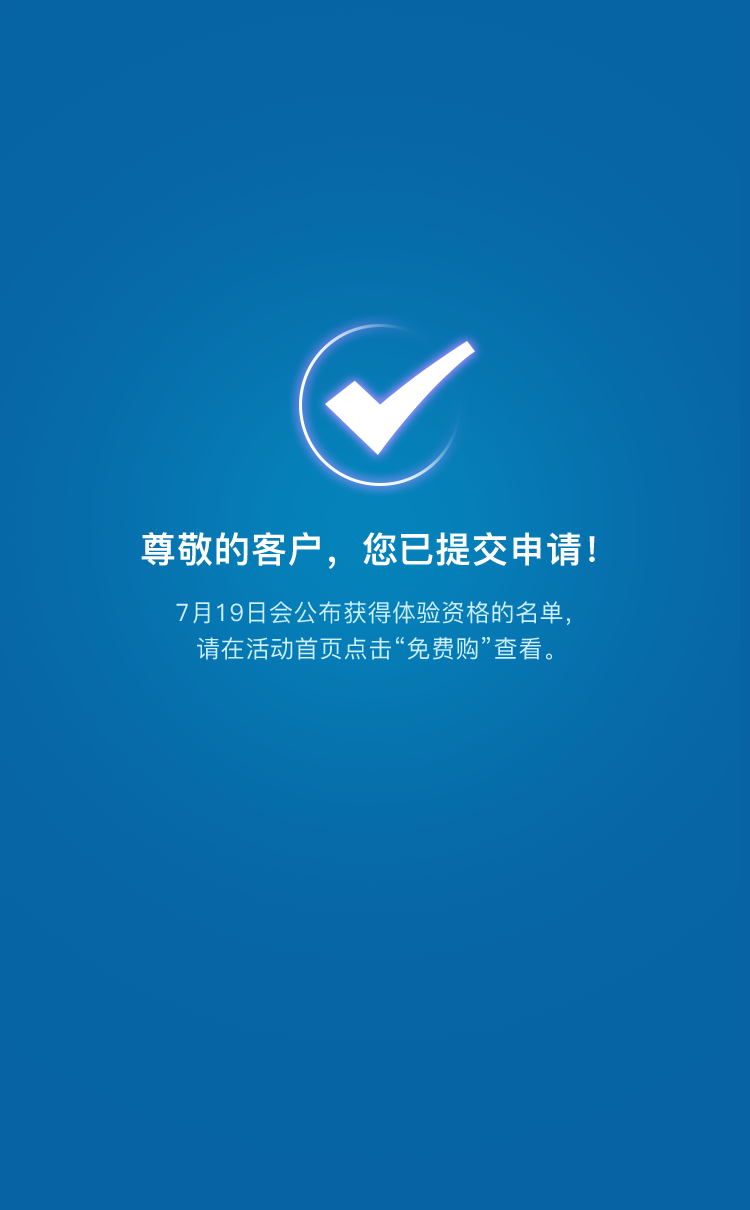 尊敬的客户，您已提交申请！
7月19日会公布获得体验资格的名单，
请在活动首页点击“免费购”查看。